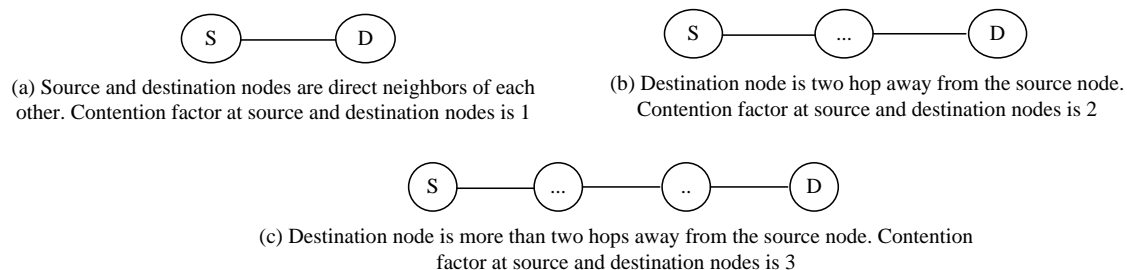 S D
(a) Source and destination nodes are direct neighbors of each
other. Contention factor at source and destination nodes is 1
S ... D
(b) Destination node is two hop away from the source node.
Contention factor at source and destination nodes is 2
S ... .. D
(c) Destination node is more than two hops away from the source node. Contention
factor at source and destination nodes is 3